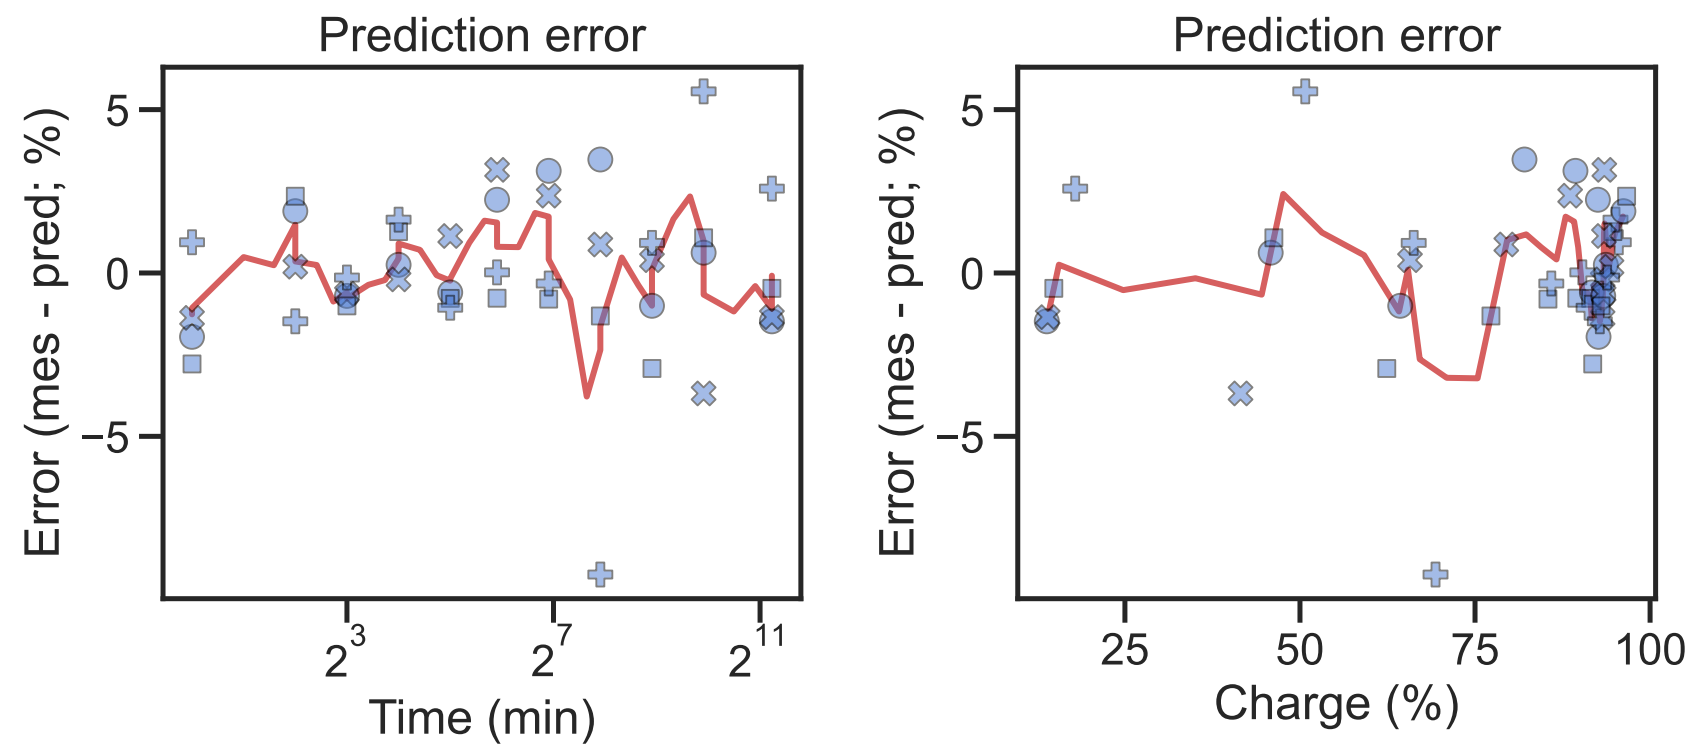 Prediction error
5
0
−5
Error (mes - pred; %)
2^3
2^7
2^11
Time (min)
Prediction error
5
0
−5
Error (mes - pred; %)
25
50
75
100
Charge (%)